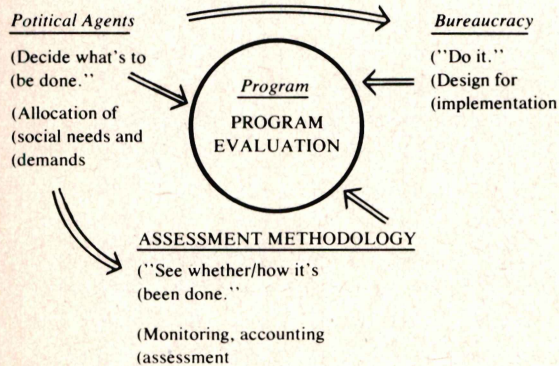 Potitical Agents
(Decide what's to
(be done."
(Allocation of
(social needs and
(demands
Bureaucracy
("Do it."
(Design for
(implementation
Program
PROGRAM
EVALUATION
ASSESSMENT METHODOLOGY
("See whether/how it's
(been done."
(Monitoring, accounting
(assessment